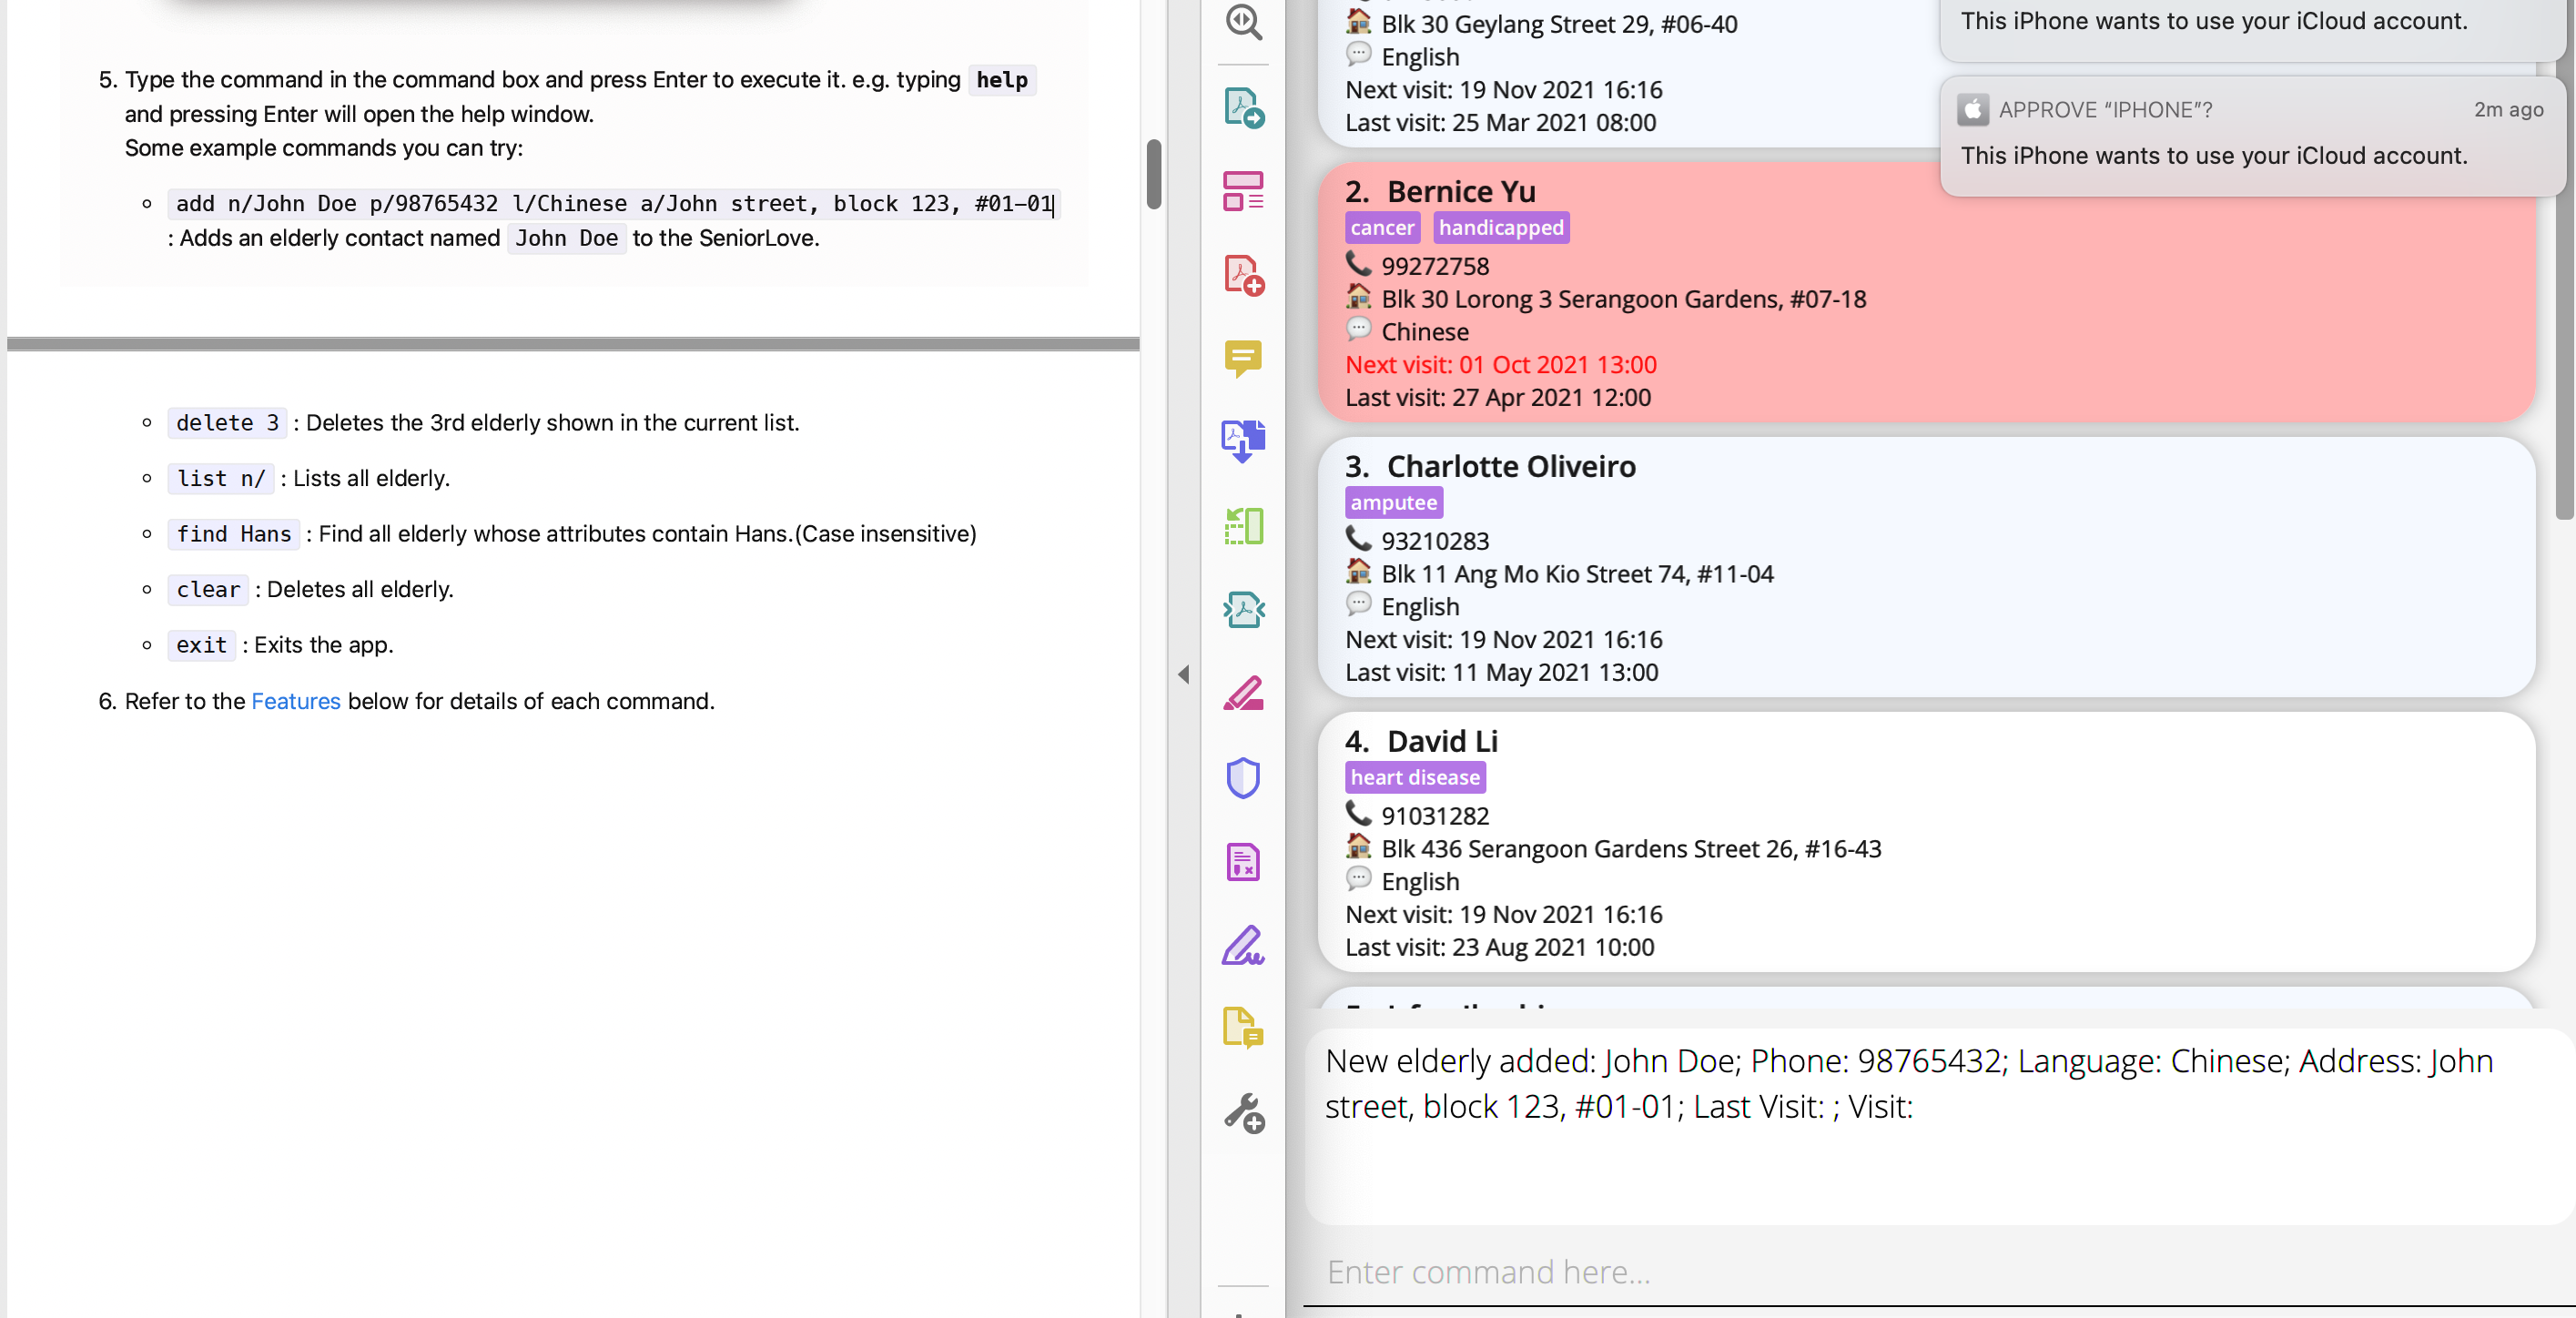 5. Type the command in the command box and press Enter to execute it. e.g. typing help
and pressing Enter will open the help window.
Some example commands you can try:
add n/John Doe p/98765432 l/Chinese a/John street, block 123, #01-01
: Adds an elderly contact named John Doe to the SeniorLove.
delete 3 : Deletes the 3rd elderly shown in the current list.
list n/ : Lists all elderly.
find Hans : Find all elderly whose attributes contain Hans.(Case insensitive)
clear : Deletes all elderly.
exit : Exits the app.
6. Refer to the Features below for details of each command.
Blk 30 Geylang Street 29, #06-40
English
Next visit: 19 Nov 2021 16:16
Last visit: 25 Mar 2021 08:00
This iPhone wants to use your iCloud account.
APPROVE “IPHONE”? 2m ago
This iPhone wants to use your iCloud account.
2. Bernice Yu
cancer handicapped
99272758
Blk 30 Lorong 3 Serangoon Gardens, #07-18
Chinese
Next visit: 01 Oct 2021 13:00
Last visit: 27 Apr 2021 12:00
3. Charlotte Oliveiro
amputee
93210283
Blk 11 Ang Mo Kio Street 74, #11-04
English
Next visit: 19 Nov 2021 16:16
Last visit: 11 May 2021 13:00
4. David Li
heart disease
91031282
Blk 436 Serangoon Gardens Street 26, #16-43
English
Next visit: 19 Nov 2021 16:16
Last visit: 23 Aug 2021 10:00
New elderly added: John Doe; Phone: 98765432; Language: Chinese; Address: John
street, block 123, #01-01; Last Visit: ; Visit:
Enter command here...